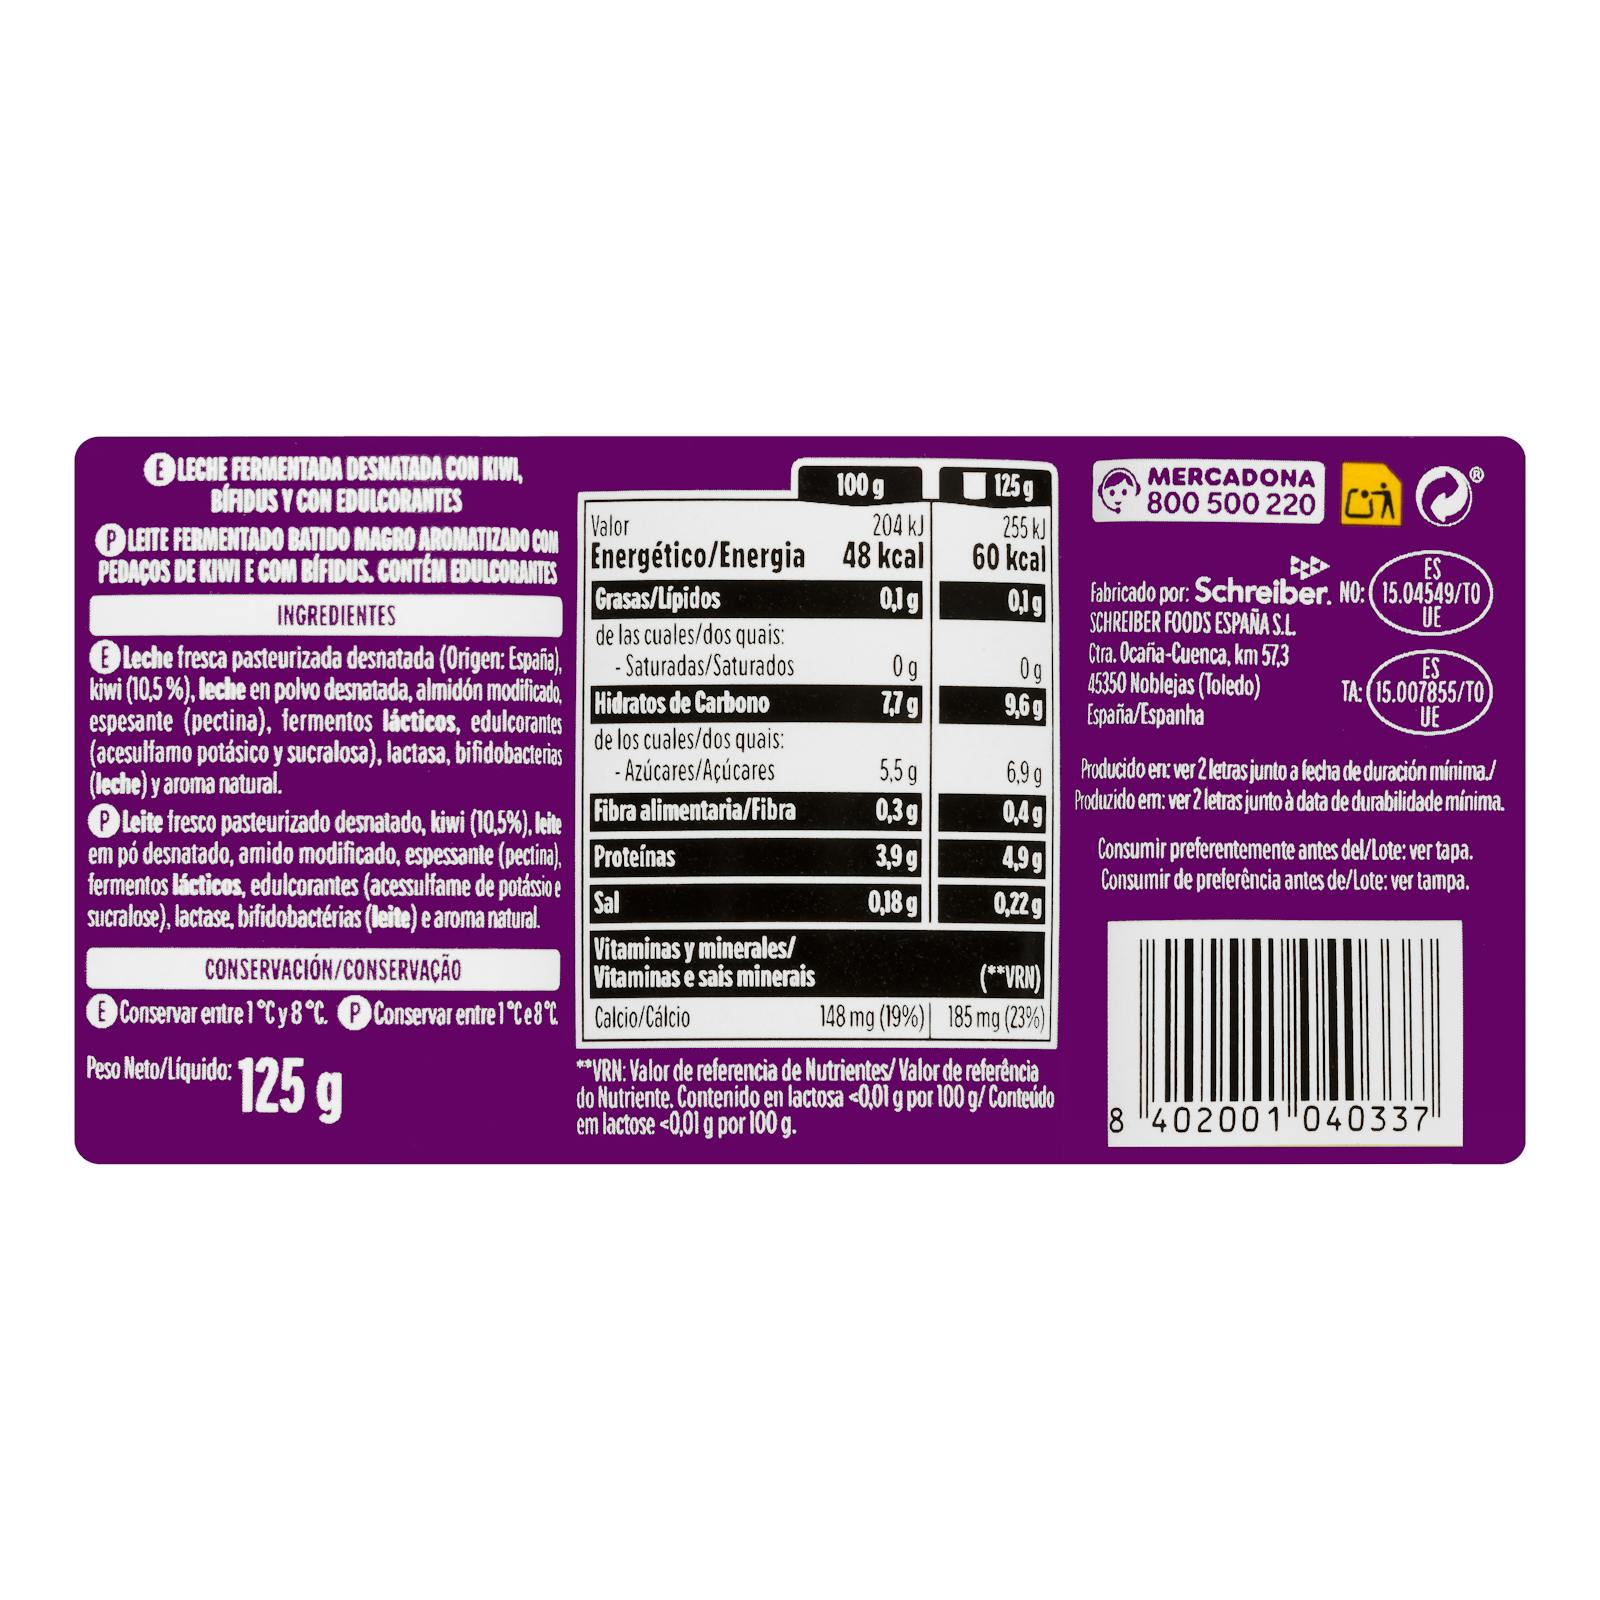 E LECHE FERMENTADA DESNATADA CON KIWI,
BÍFIDUS Y CON EDULCORANTES
P LEITE FERMENTADO BATIDO MAGRO AROMATIZADO COM
PEDAÇOS DE KIWI E COM BÍFIDUS. CONTÉM EDULCORANTES
INGREDIENTES
E Leche fresca pasteurizada desnatada (Origen: España),
kiwi (10,5 %), leche en polvo desnatada, almidón modificado,
espesante (pectina), fermentos lácticos, edulcorantes
(acesulfamo potásico y sucralosa), lactasa, bifidobacterias
(leche) y aroma natural.
P Leite fresco pasteurizado desnatado, kiwi (10,5%), leite
em pó desnatado, amido modificado, espessante (pectina),
fermentos lácticos, edulcorantes (acessulfame de potássio e
sucralose), lactase, bifidobactérias (leite) e aroma natural.
CONSERVACIÓN/CONSERVAÇÃO
E Conservar entre 1 °C y 8 °C. P Conservar entre 1 °C e 8 °C.
Peso Neto/Líquido: 125 g
100 g 125 g
Valor 204 kJ 255 kJ
Energético/Energia 48 kcal 60 kcal
Grasas/Lípidos 0,1 g 0,1 g
de las cuales/dos quais:
- Saturadas/Saturados 0 g 0 g
Hidratos de Carbono 7,7 g 9,6 g
de los cuales/dos quais:
- Azúcares/Açúcares 5,5 g 6,9 g
Fibra alimentaria/Fibra 0,3 g 0,4 g
Proteínas 3,9 g 4,9 g
Sal 0,18 g 0,22 g
Vitaminas y minerales/
Vitaminas e sais minerais (**VRN)
Calcio/Cálcio 148 mg (19%) 185 mg (23%)
**VRN: Valor de referencia de Nutrientes/ Valor de referência
do Nutriente. Contenido en lactosa <0,01 g por 100 g/ Conteúdo
em lactose <0,01 g por 100 g.
MERCADONA
800 500 220
®
Fabricado por: Schreiber. NO: ES 15.04549/TO UE
SCHREIBER FOODS ESPAÑA S.L.
Ctra. Ocaña-Cuenca, km 57,3
45350 Noblejas (Toledo)
España/Espanha
TA: ES 15.007855/TO UE
Producido en: ver 2 letras junto a fecha de duración mínima./
Produzido em: ver 2 letras junto à data de durabilidade mínima.
Consumir preferentemente antes del/Lote: ver tapa.
Consumir de preferência antes de/Lote: ver tampa.
8 402001 040337